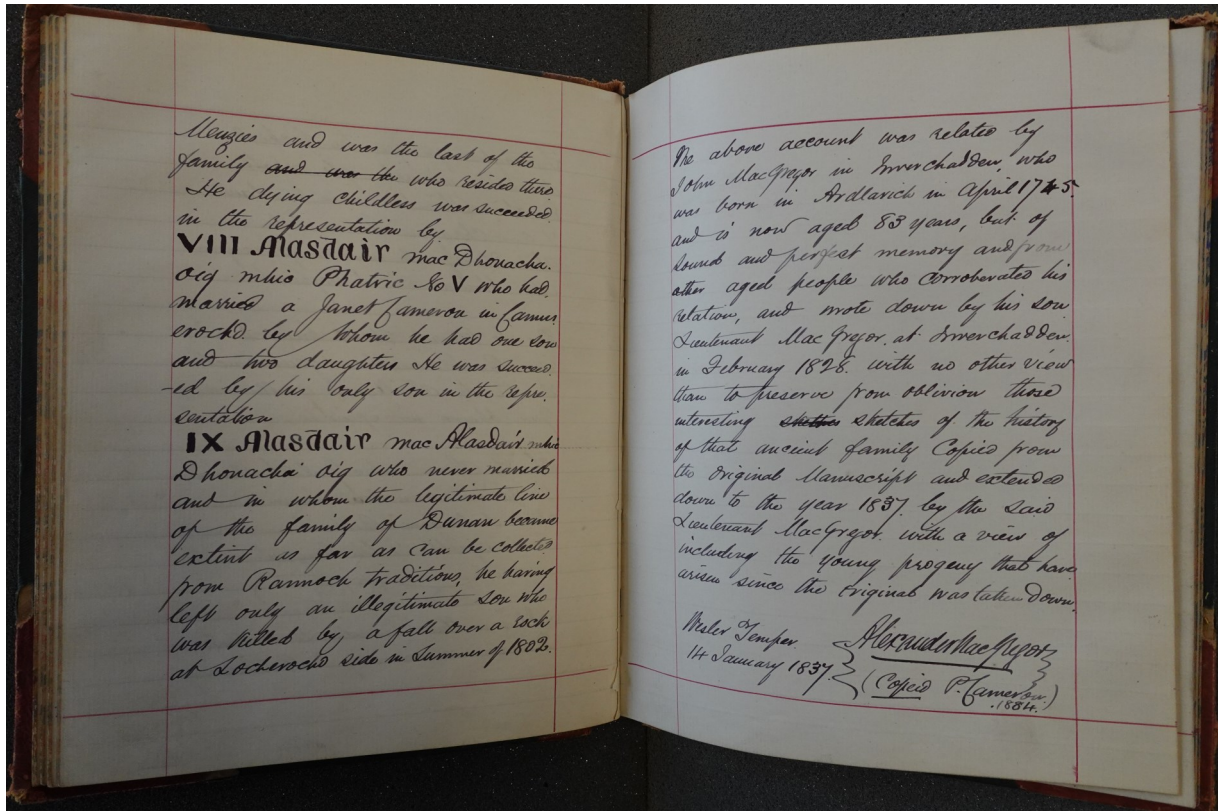 Menzies and was the last of the
family and was the who resided there
He dying childless was succeeded
in the representation by
VIII Alasdair mac Dhonacha.
oig mhic Phatric No V who had
married a Janet Cameron in Camus
erochd by whom he had one son
and two daughters He was succeed.
-ed by his only son in the repre.
sentation
IX Alasdair mac Alasdair mhic
Dhonacha oig who never married
and in whom the legitimate line
of the family of Dunan became
extint as far as can be collected
from Rannoch traditions, he having
left only an illegitimate son who
was killed by a fall over a rock
at Locherochd side in Summer of 1802.
The above account was related by
John MacGregor in Inverchadden, who
was born in Ardlarich in April 1745.
and is now aged 83 years, but of
sound and perfect memory and from
other aged people who corroberated his
relation, and wrote down by his son
Lieutenant MacGregor. at Inverchadden.
in February 1828. with no other view
than to preserve from oblivion those
interesting sketches of the history
of that ancient family Copied from
the original Manuscript and extended
down to the year 1837. by the said
Lieutenant MacGregor. with a view of
including the young progeny that have
arisen since the original was taken down.
Wester Temper.
14 January 1837.
Alexander MacGregor
(Copied P. Cameron.)
.1884.